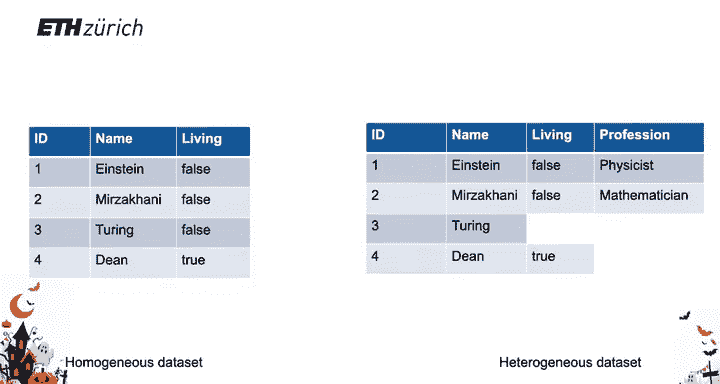 ETH zürich
ID Name Living
1 Einstein false
2 Mirzakhani false
3 Turing false
4 Dean true
Homogeneous dataset
ID Name Living Profession
1 Einstein false Physicist
2 Mirzakhani false Mathematician
3 Turing
4 Dean true
Heterogeneous dataset